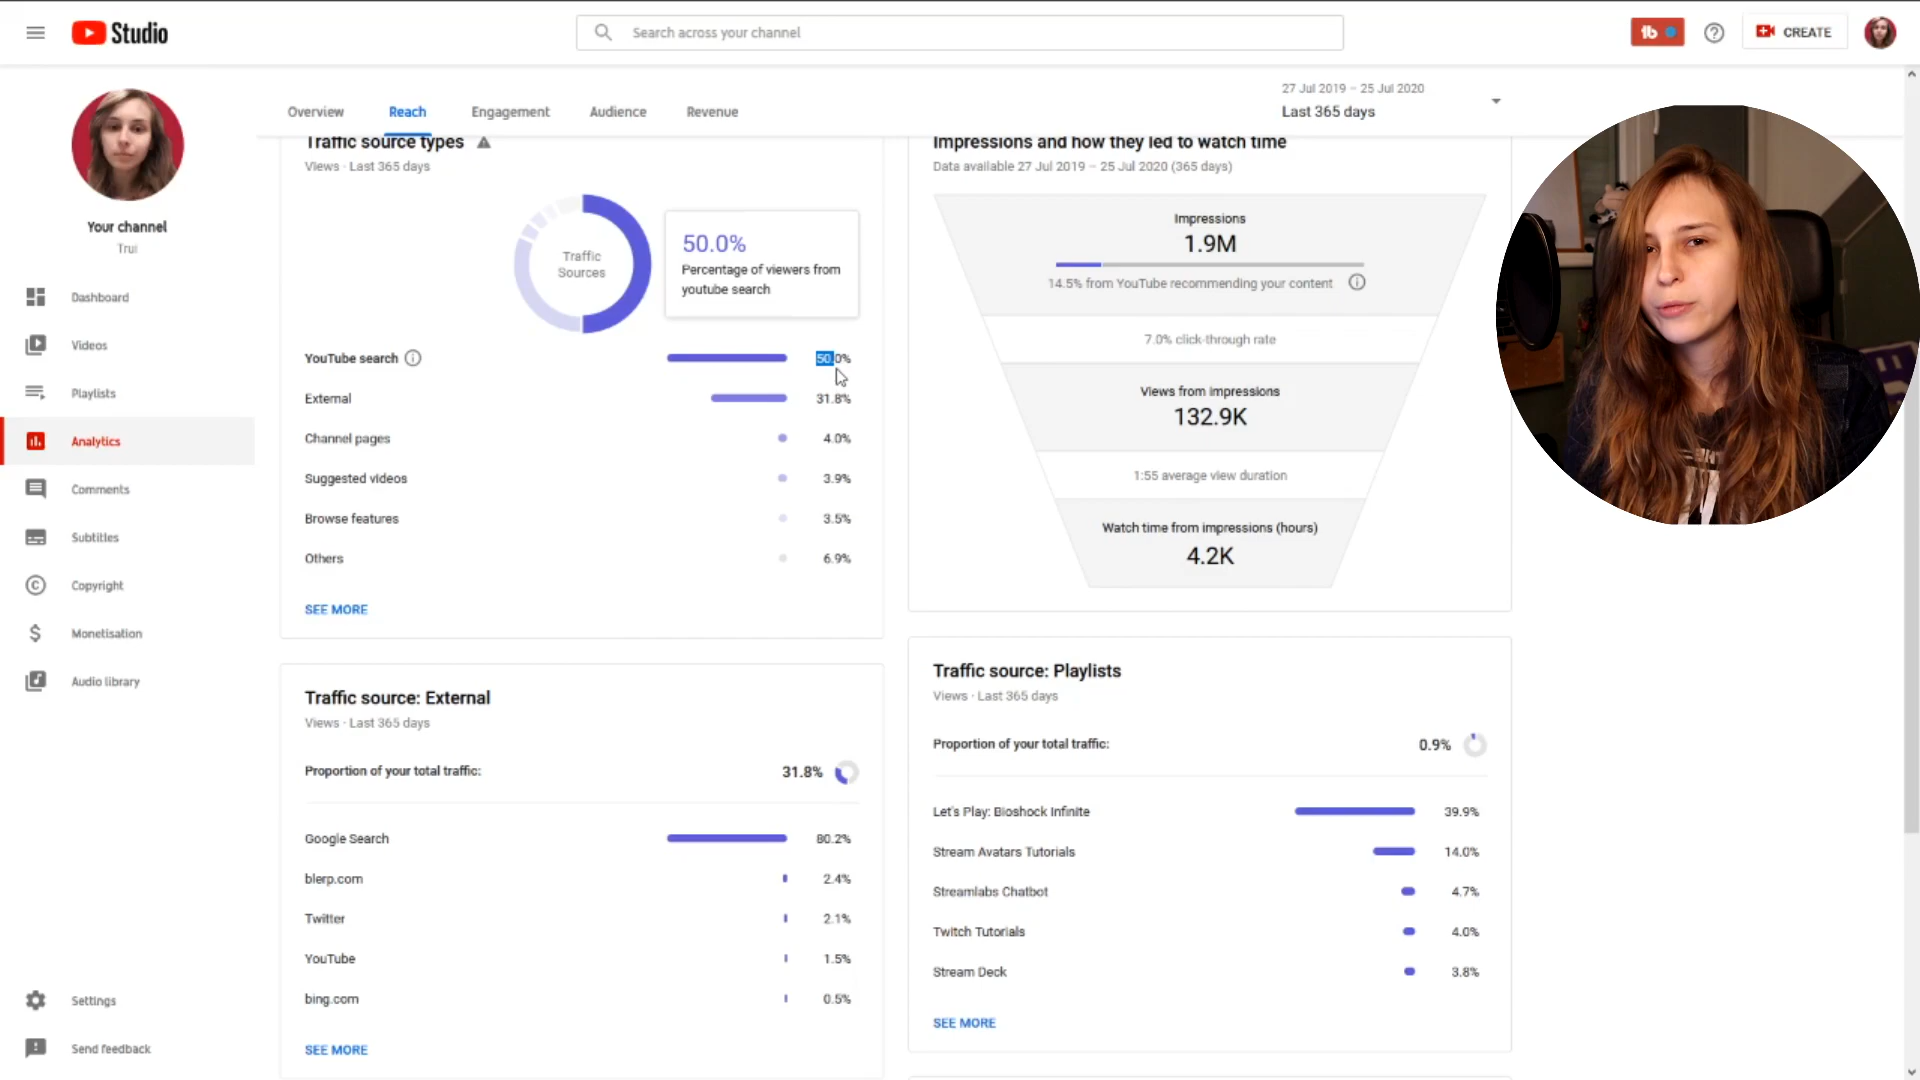 Studio
Search across your channel
CREATE
Your channel
Trui
Dashboard
Videos
Playlists
Analytics
Comments
Subtitles
Copyright
Monetisation
Audio library
Settings
Send feedback
Overview
Reach
Engagement
Audience
Revenue
27 Jul 2019 – 25 Jul 2020
Last 365 days
Traffic source types
Views · Last 365 days
Traffic
Sources
50.0%
Percentage of viewers from
youtube search
YouTube search 50.0%
External 31.8%
Channel pages 4.0%
Suggested videos 3.9%
Browse features 3.5%
Others 6.9%
SEE MORE
Impressions and how they led to watch time
Data available 27 Jul 2019 – 25 Jul 2020 (365 days)
Impressions
1.9M
14.5% from YouTube recommending your content
7.0% click-through rate
Views from impressions
132.9K
1:55 average view duration
Watch time from impressions (hours)
4.2K
Traffic source: External
Views · Last 365 days
Proportion of your total traffic: 31.8%
Google Search 80.2%
blerp.com 2.4%
Twitter 2.1%
YouTube 1.5%
bing.com 0.5%
SEE MORE
Traffic source: Playlists
Views · Last 365 days
Proportion of your total traffic: 0.9%
Let's Play: Bioshock Infinite 39.9%
Stream Avatars Tutorials 14.0%
Streamlabs Chatbot 4.7%
Twitch Tutorials 4.0%
Stream Deck 3.8%
SEE MORE